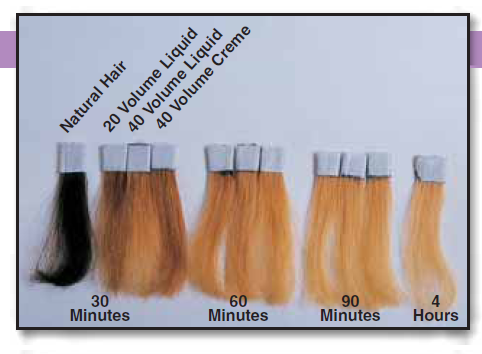 Natural Hair
20 Volume Liquid
40 Volume Liquid
40 Volume Creme
30
Minutes
60
Minutes
90
Minutes
4
Hours